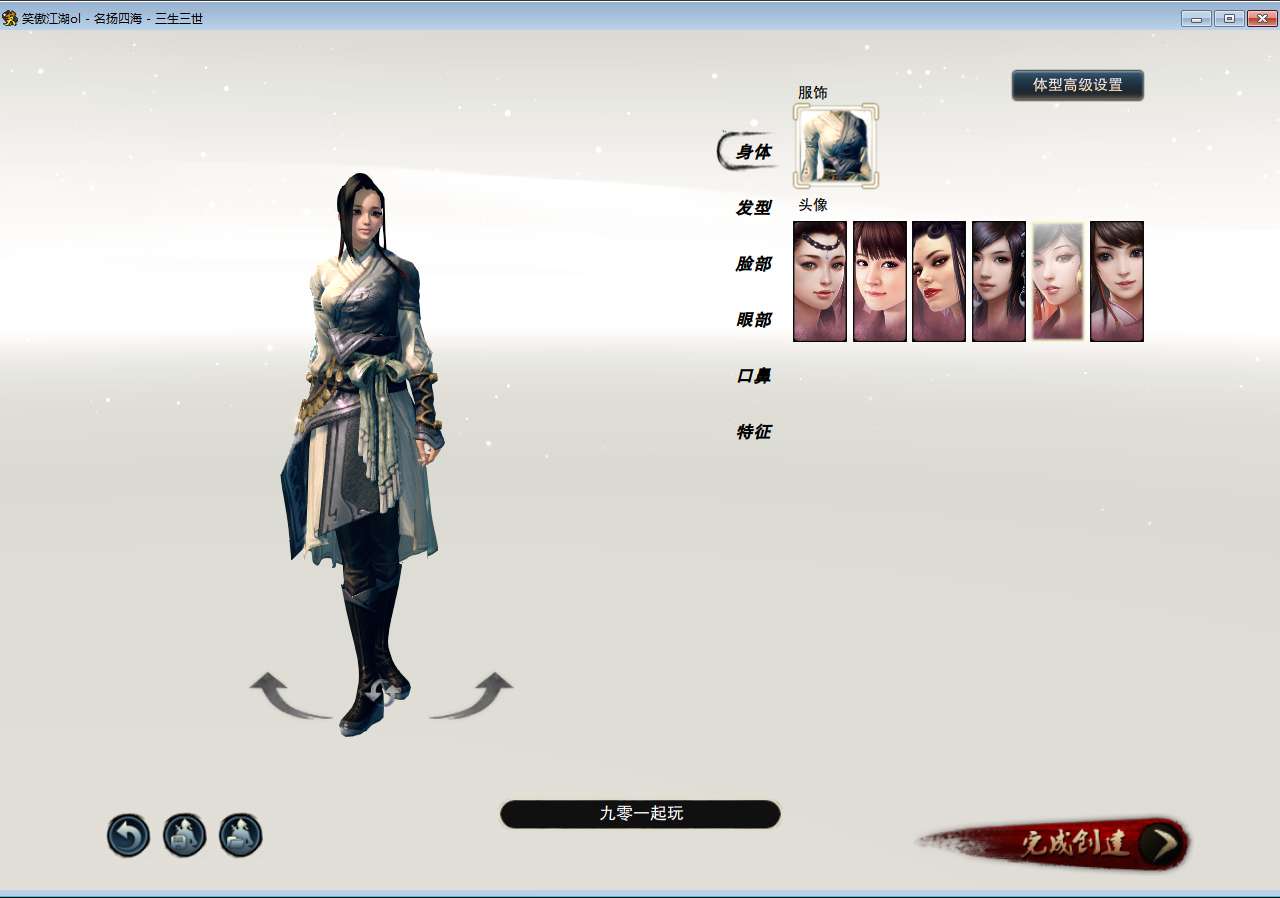 笑傲江湖ol - 名扬四海 - 三生三世
体型高级设置
服饰
身体
头像
发型
脸部
眼部
口鼻
特征
九零一起玩
完成创建